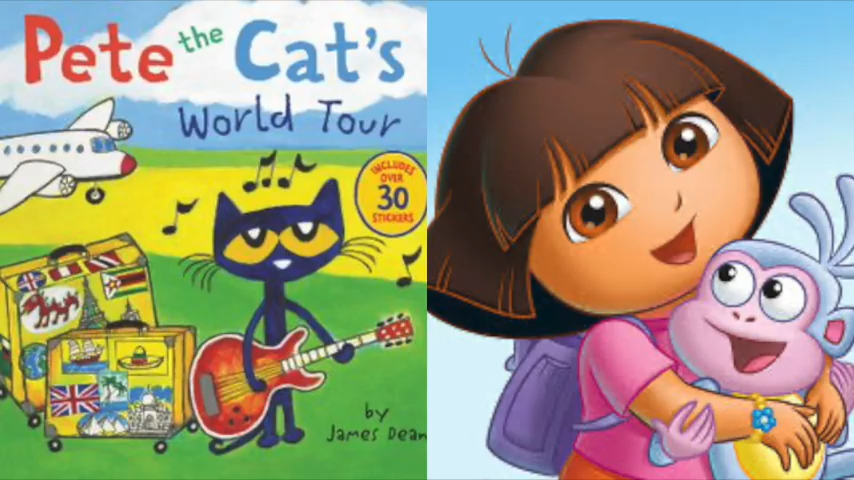 Pete the Cat's
World Tour
INCLUDES
OVER
30
STICKERS
by
James Dean